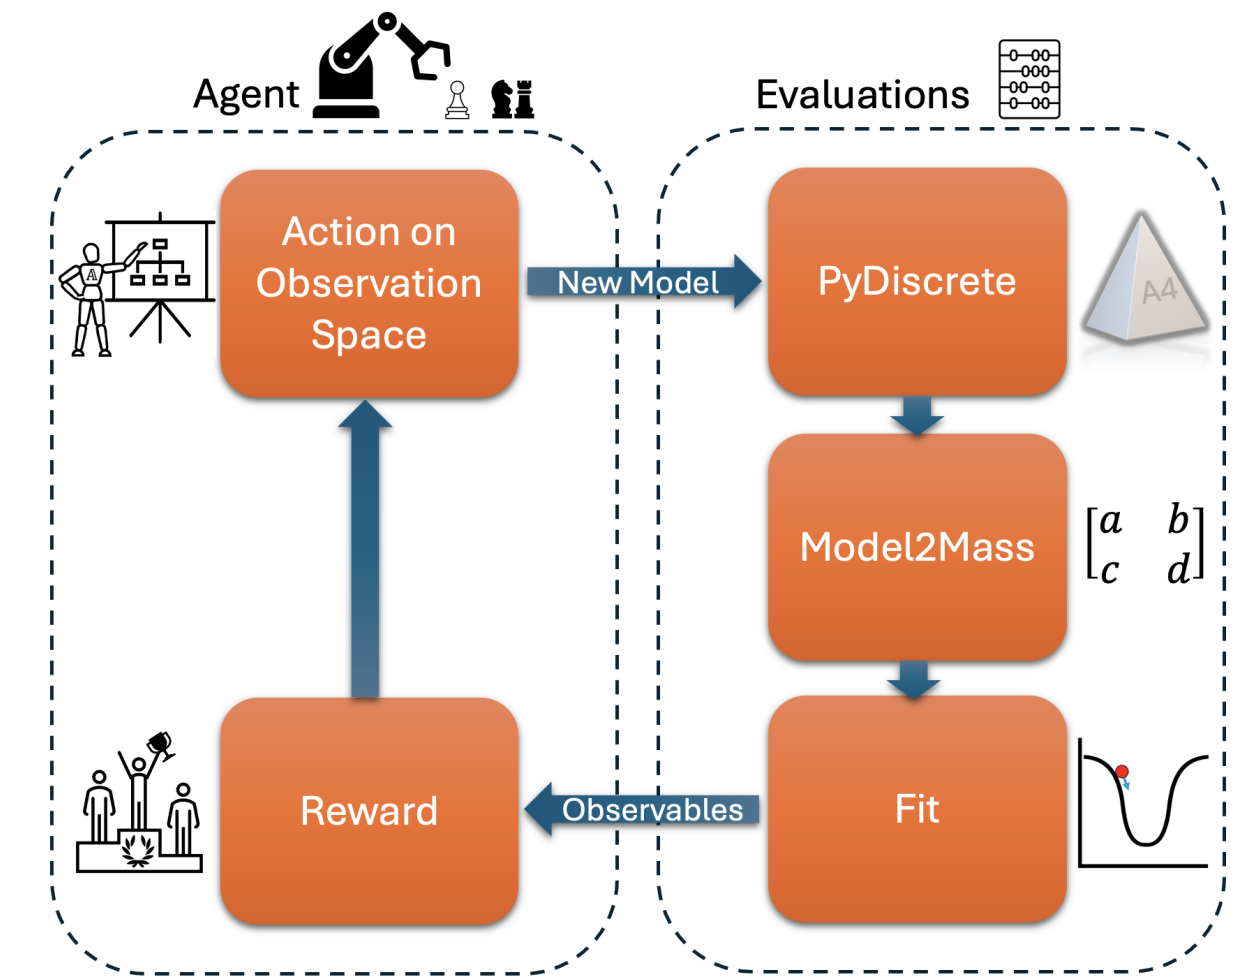 Agent
Evaluations
Action on
Observation
Space
A
New Model
PyDiscrete
A4
Model2Mass
a b
c d
Reward
Observables
Fit